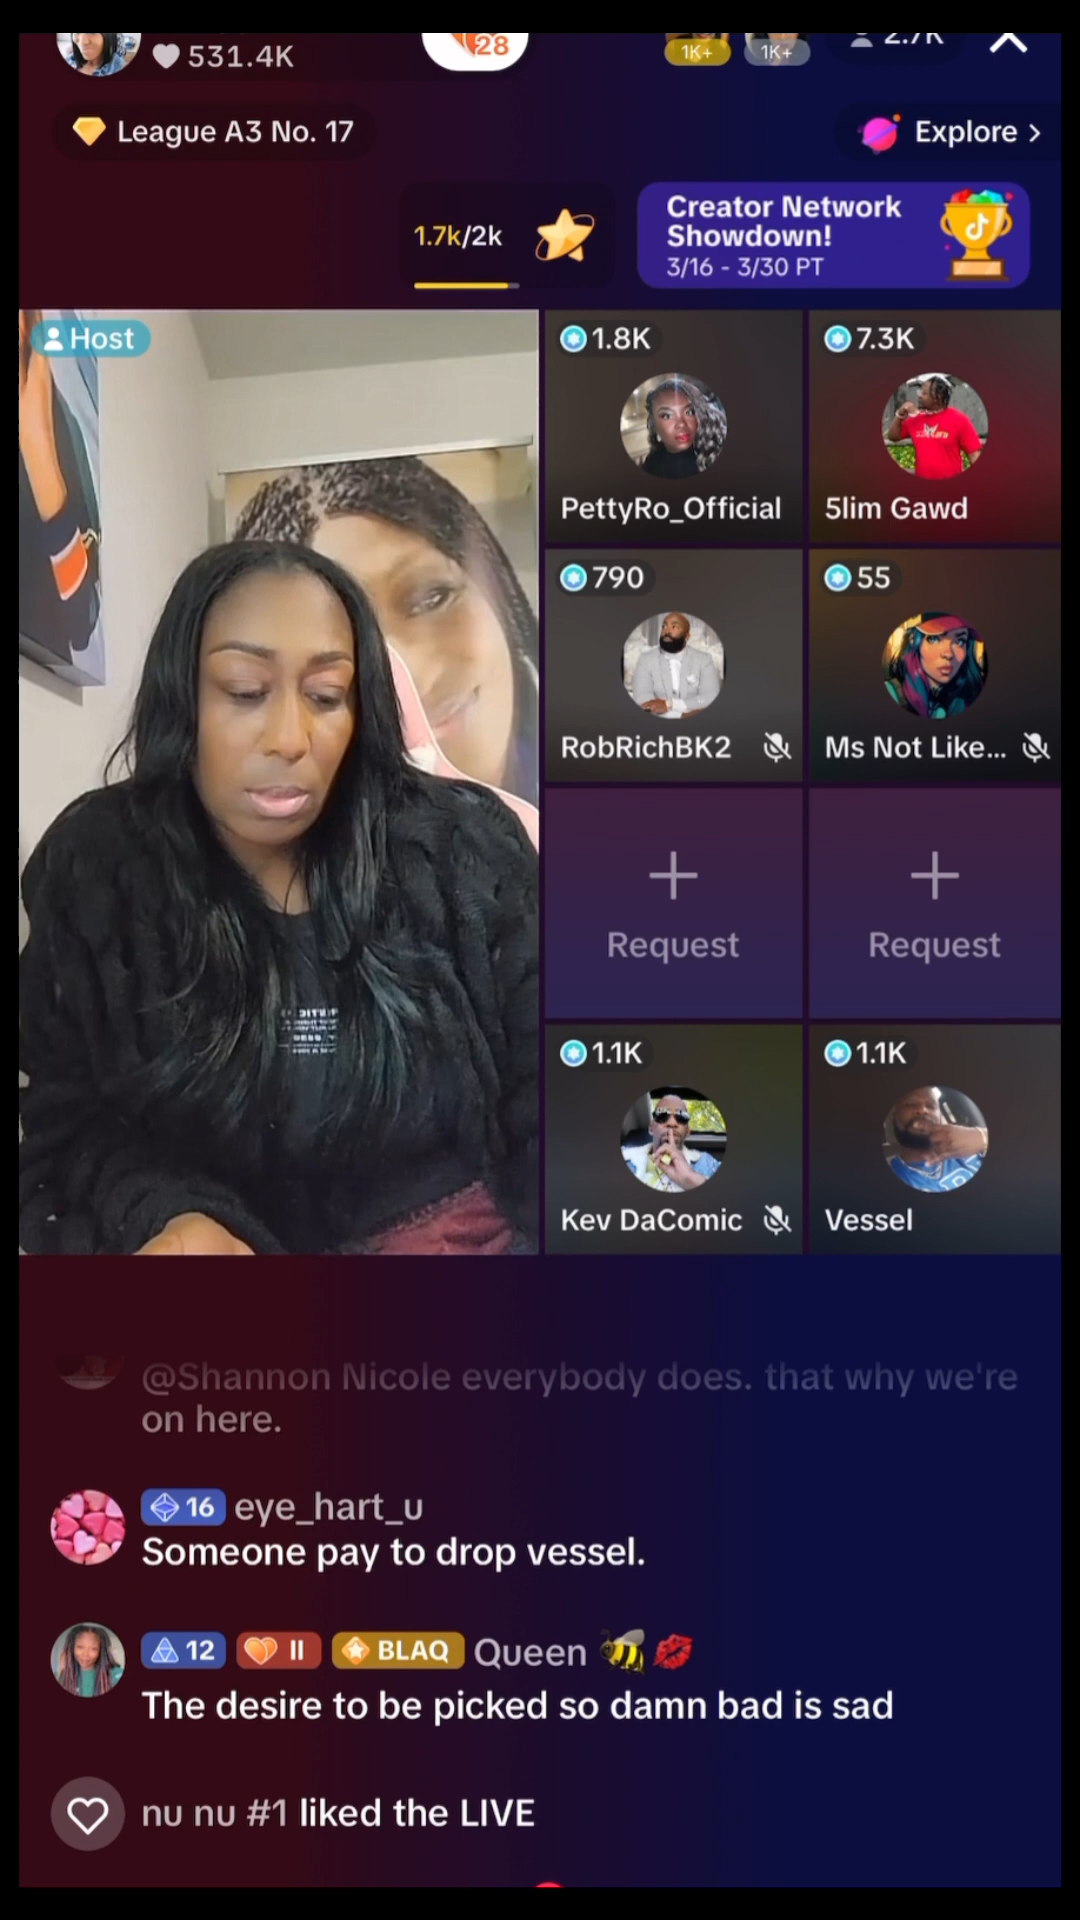 531.4K
28
1K+
1K+
2.7K
League A3 No. 17
Explore >
1.7k/2k
Creator Network
Showdown!
3/16 - 3/30 PT
Host
1.8K
PettyRo_Official
7.3K
5lim Gawd
790
RobRichBK2
55
Ms Not Like...
Request
Request
1.1K
Kev DaComic
1.1K
Vessel
@Shannon Nicole everybody does. that why we're
on here.
16 eye_hart_u
Someone pay to drop vessel.
12 II BLAQ Queen 🐝💋
The desire to be picked so damn bad is sad
nu nu #1 liked the LIVE